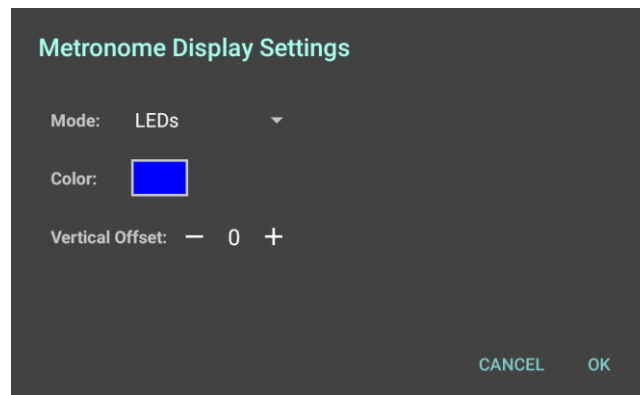 Metronome Display Settings
Mode: LEDs
Color:
Vertical Offset: — 0 +
CANCEL OK